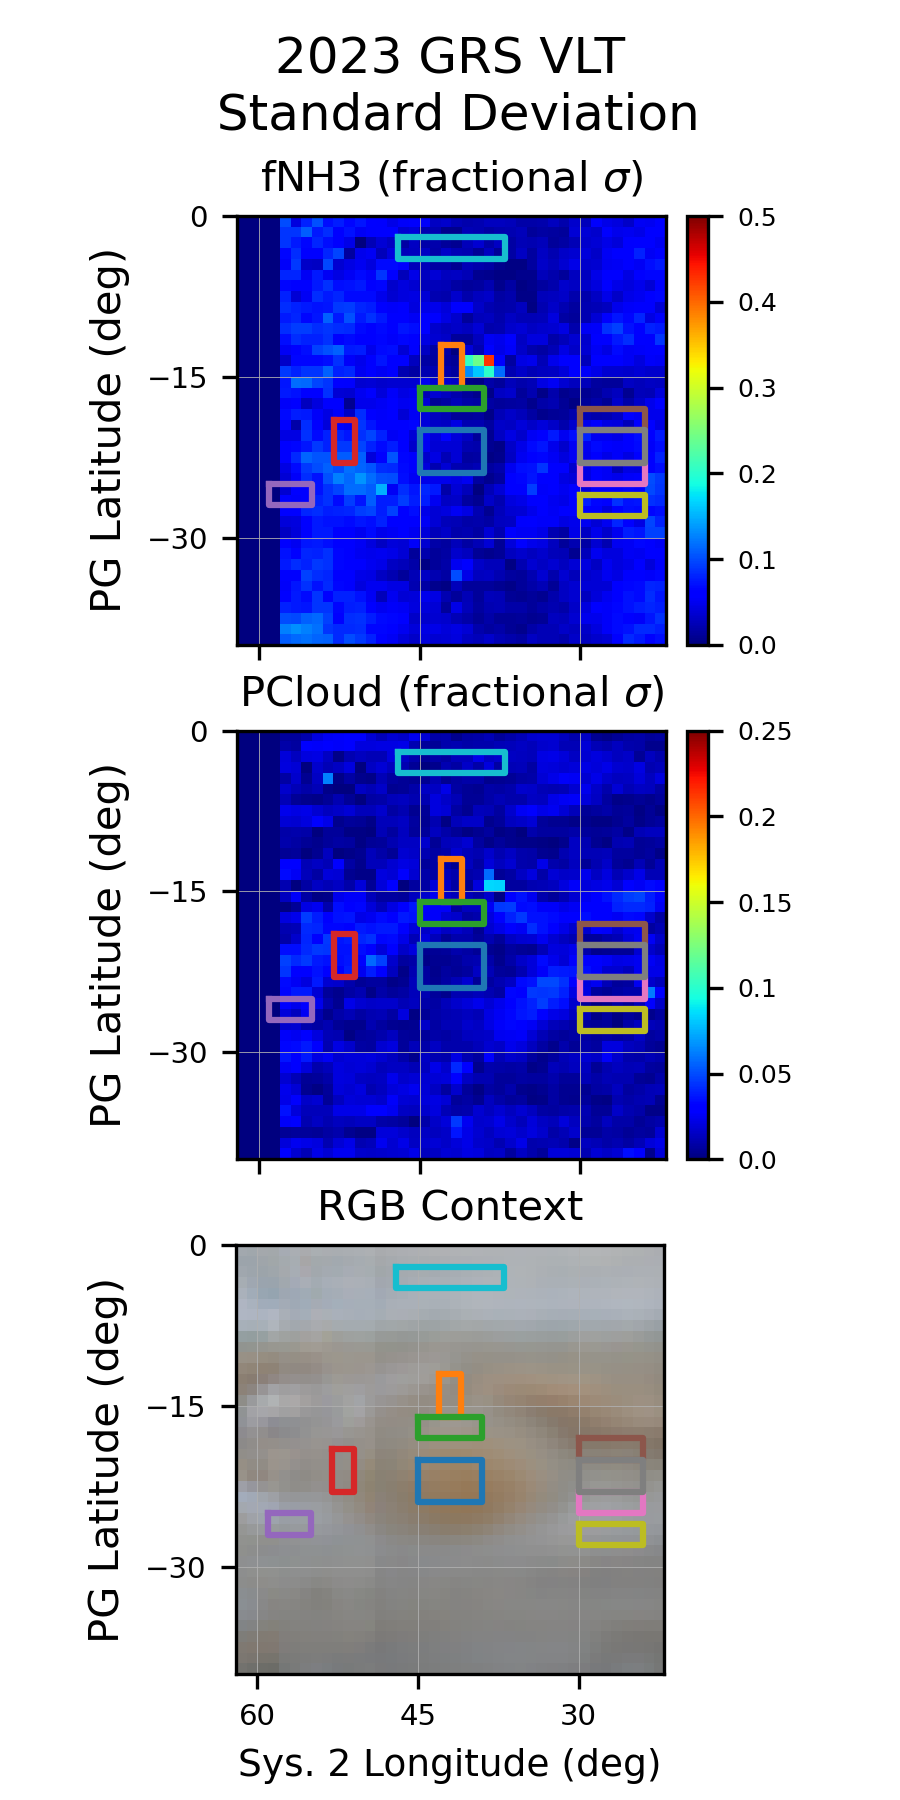 2023 GRS VLT
Standard Deviation
fNH3 (fractional σ)
0
−15
−30
PG Latitude (deg)
0.5
0.4
0.3
0.2
0.1
0.0
PCloud (fractional σ)
0
−15
−30
PG Latitude (deg)
0.25
0.2
0.15
0.1
0.05
0.0
RGB Context
0
−15
−30
PG Latitude (deg)
60 45 30
Sys. 2 Longitude (deg)